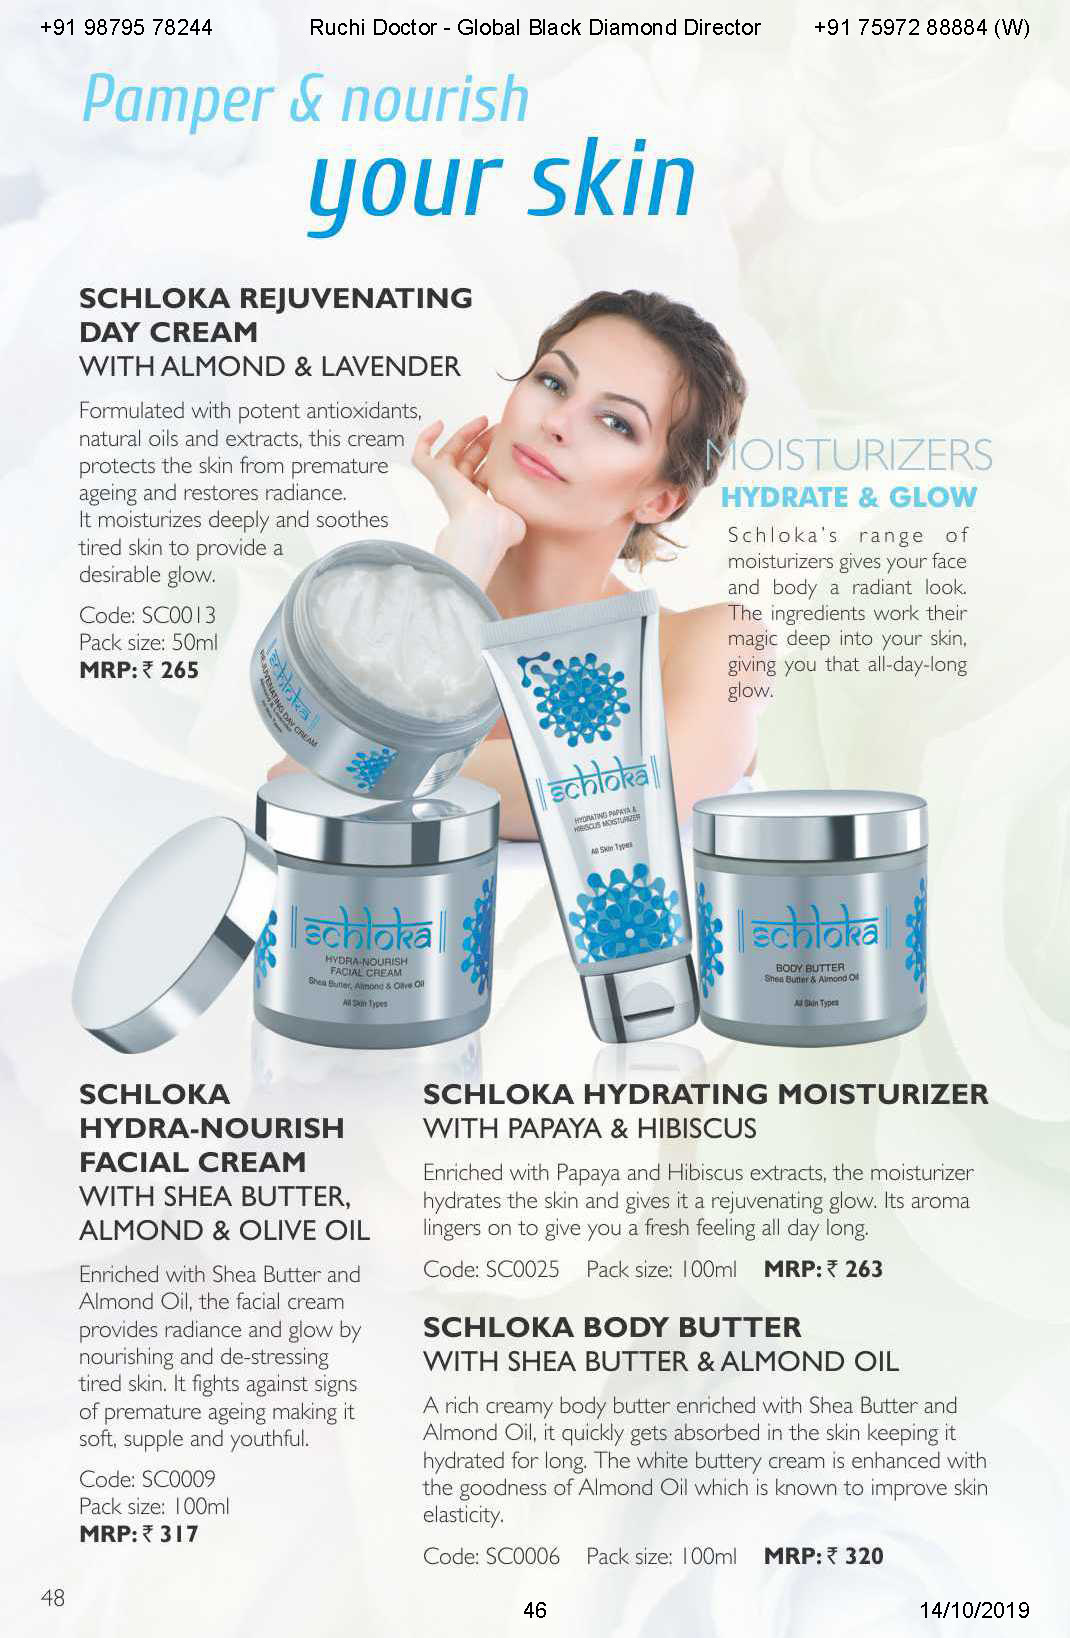 +91 98795 78244 Ruchi Doctor - Global Black Diamond Director +91 75972 88884 (W)
Pamper & nourish
your skin
SCHLOKA REJUVENATING
DAY CREAM
WITH ALMOND & LAVENDER
Formulated with potent antioxidants,
natural oils and extracts, this cream
protects the skin from premature
ageing and restores radiance.
It moisturizes deeply and soothes
tired skin to provide a
desirable glow.
Code: SC0013
Pack size: 50ml
MRP: ₹ 265
MOISTURIZERS
HYDRATE & GLOW
Schloka's range of
moisturizers gives your face
and body a radiant look.
The ingredients work their
magic deep into your skin,
giving you that all-day-long
glow.
schloka
REJUVENATING DAY CREAM
schloka
HYDRATING PAPAYA &
HIBISCUS MOISTURIZER
All Skin Types
schloka
HYDRA-NOURISH
FACIAL CREAM
Shea Butter, Almond & Olive Oil
All Skin Types
schloka
BODY BUTTER
Shea Butter & Almond Oil
All Skin Types
SCHLOKA
HYDRA-NOURISH
FACIAL CREAM
WITH SHEA BUTTER,
ALMOND & OLIVE OIL
Enriched with Shea Butter and
Almond Oil, the facial cream
provides radiance and glow by
nourishing and de-stressing
tired skin. It fights against signs
of premature ageing making it
soft, supple and youthful.
Code: SC0009
Pack size: 100ml
MRP: ₹ 317
SCHLOKA HYDRATING MOISTURIZER
WITH PAPAYA & HIBISCUS
Enriched with Papaya and Hibiscus extracts, the moisturizer
hydrates the skin and gives it a rejuvenating glow. Its aroma
lingers on to give you a fresh feeling all day long.
Code: SC0025 Pack size: 100ml MRP: ₹ 263
SCHLOKA BODY BUTTER
WITH SHEA BUTTER & ALMOND OIL
A rich creamy body butter enriched with Shea Butter and
Almond Oil, it quickly gets absorbed in the skin keeping it
hydrated for long. The white buttery cream is enhanced with
the goodness of Almond Oil which is known to improve skin
elasticity.
Code: SC0006 Pack size: 100ml MRP: ₹ 320
48
46 14/10/2019